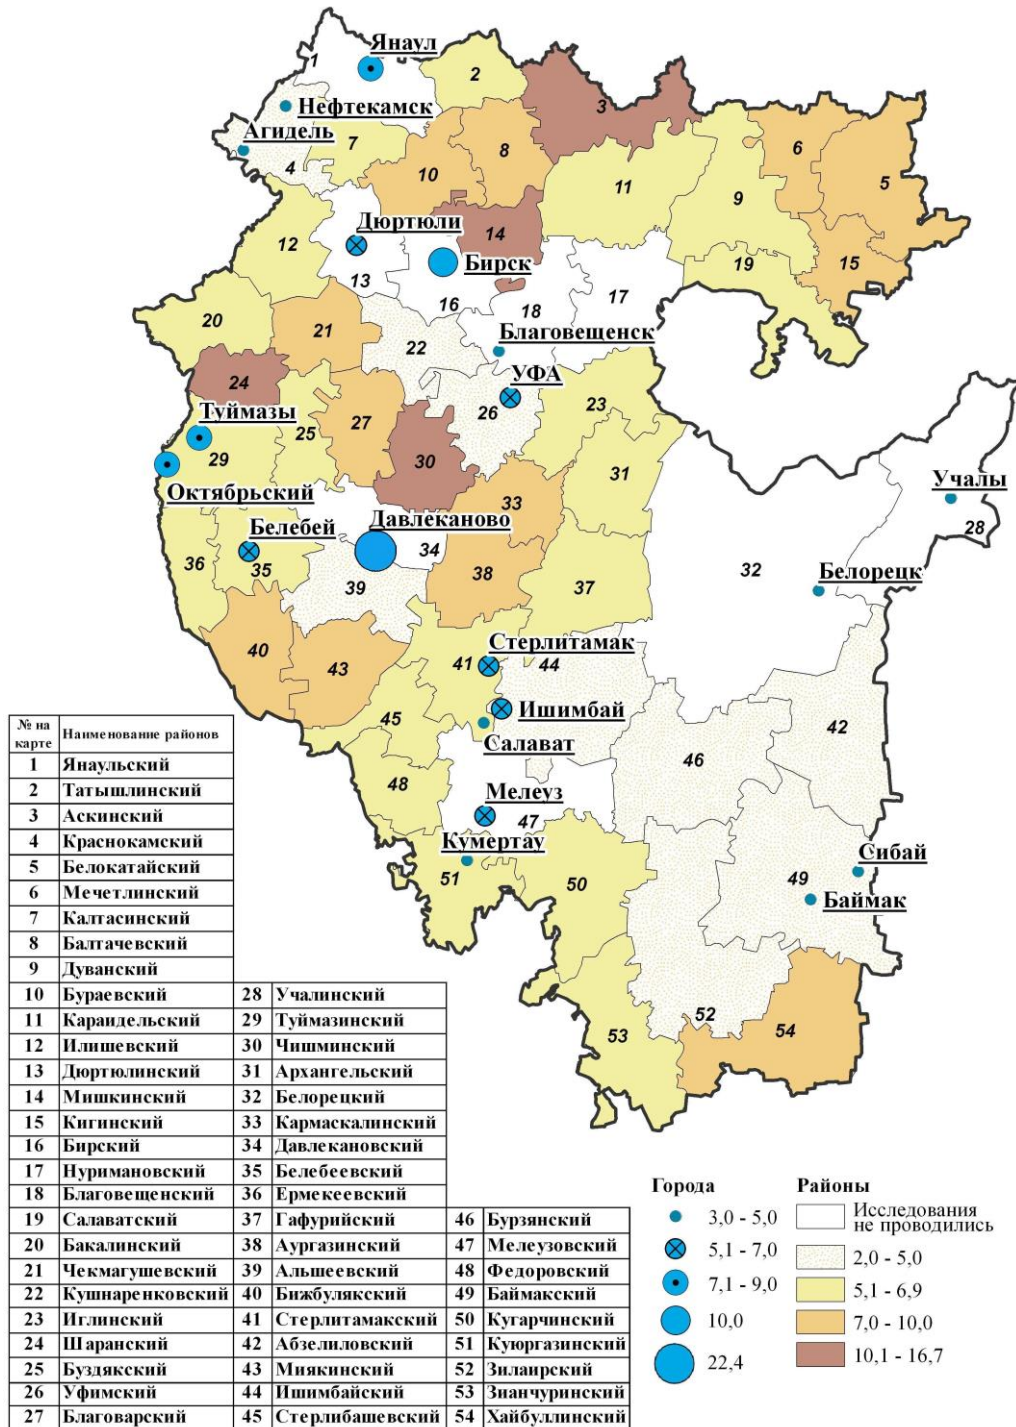 Янаул
1
2
3
Нефтекамск
Агидель
7
8
6
4
10
11
5
9
Дюртюли
14
12
Бирск
15
13
19
16
17
18
20
21
22
Благовещенск
УФА
24
26
23
Туймазы
27
25
29
30
31
Октябрьский
33
Учалы
Белебей
Давлеканово
28
34
36
35
32
Белорецк
38
39
37
40
43
Стерлитамак
41
44
Ишимбай
45
42
Салават
46
48
Мелеуз
47
Кумертау
Сибай
51
50
49
Баймак
52
53
54
№ на карте Наименование районов
1 Янаульский
2 Татышлинский
3 Аскинский
4 Краснокамский
5 Белокатайский
6 Мечетлинский
7 Калтасинский
8 Балтачевский
9 Дуванский
10 Бураевский 28 Учалинский
11 Караидельский 29 Туймазинский
12 Илишевский 30 Чишминский
13 Дюртюлинский 31 Архангельский
14 Мишкинский 32 Белорецкий
15 Кигинский 33 Кармаскалинский
16 Бирский 34 Давлекановский
17 Нуримановский 35 Белебеевский
18 Благовещенский 36 Ермекеевский
19 Салаватский 37 Гафурийский 46 Бурзянский
20 Бакалинский 38 Аургазинский 47 Мелеузовский
21 Чекмагушевский 39 Альшеевский 48 Федоровский
22 Кушнаренковский 40 Бижбулякский 49 Баймакский
23 Иглинский 41 Стерлитамакский 50 Кугарчинский
24 Шаранский 42 Абзелиловский 51 Куюргазинский
25 Буздякский 43 Миякинский 52 Зилаирский
26 Уфимский 44 Ишимбайский 53 Зианчуринский
27 Благоварский 45 Стерлибашевский 54 Хайбуллинский
Города
3,0 - 5,0
5,1 - 7,0
7,1 - 9,0
10,0
22,4
Районы
Исследования
не проводились
2,0 - 5,0
5,1 - 6,9
7,0 - 10,0
10,1 - 16,7